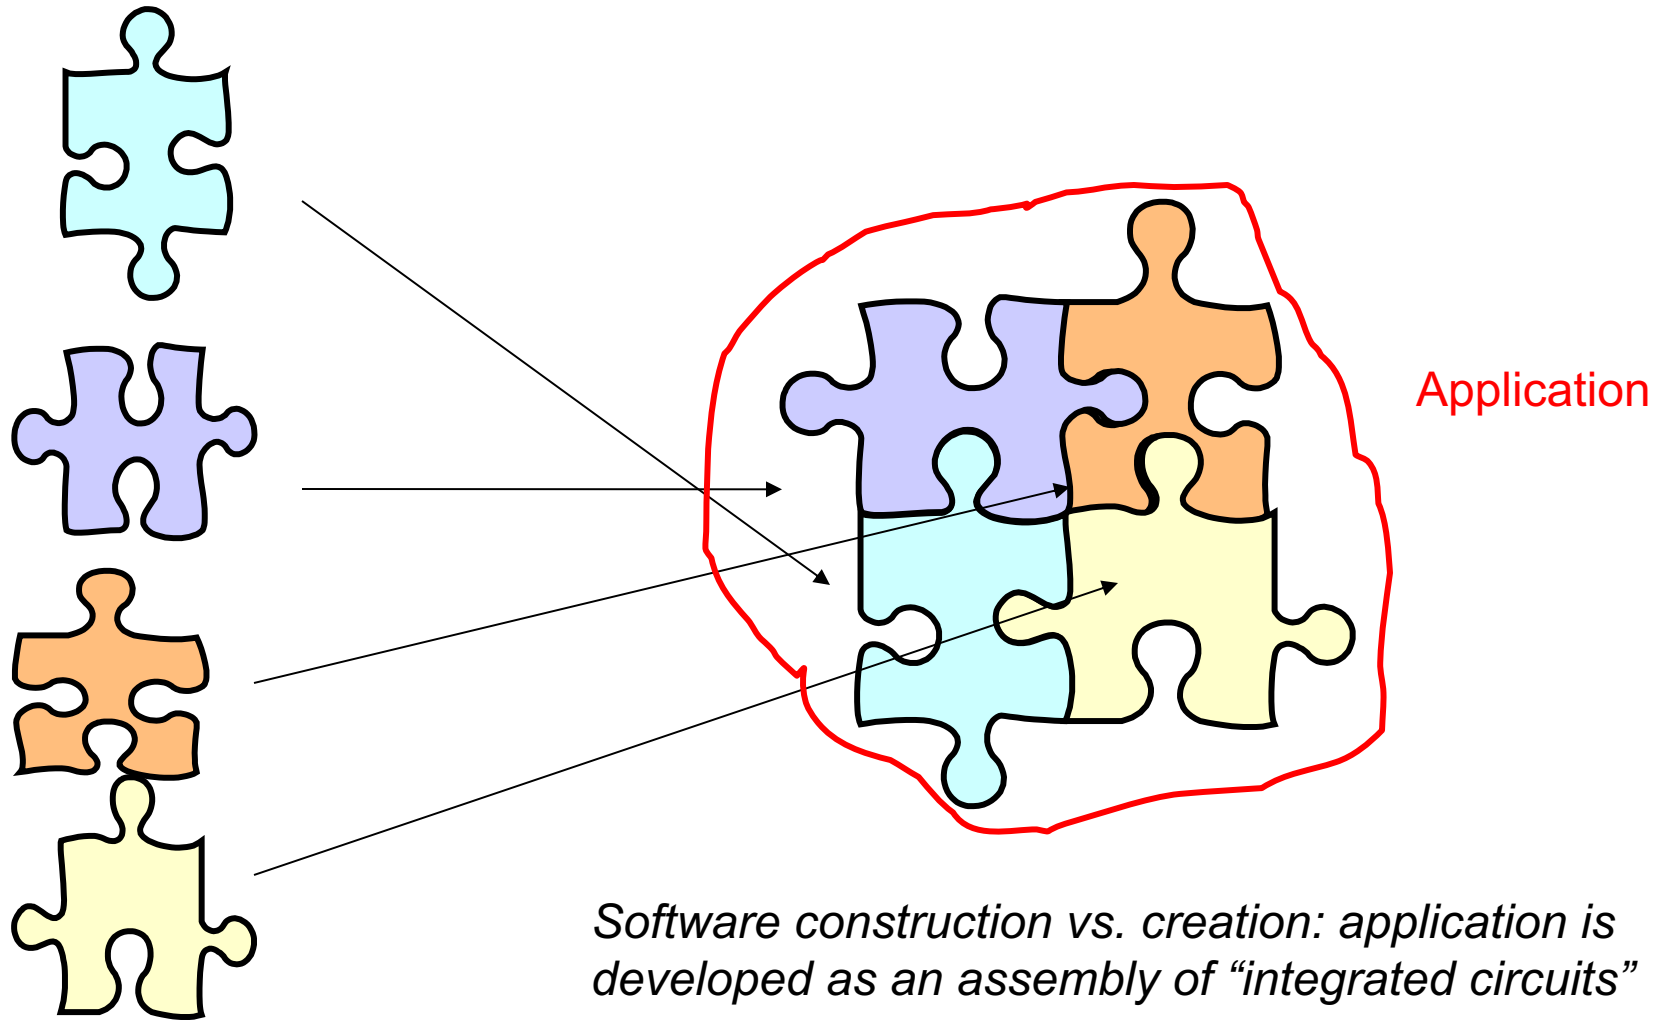 Application
Software construction vs. creation: application is
developed as an assembly of “integrated circuits”